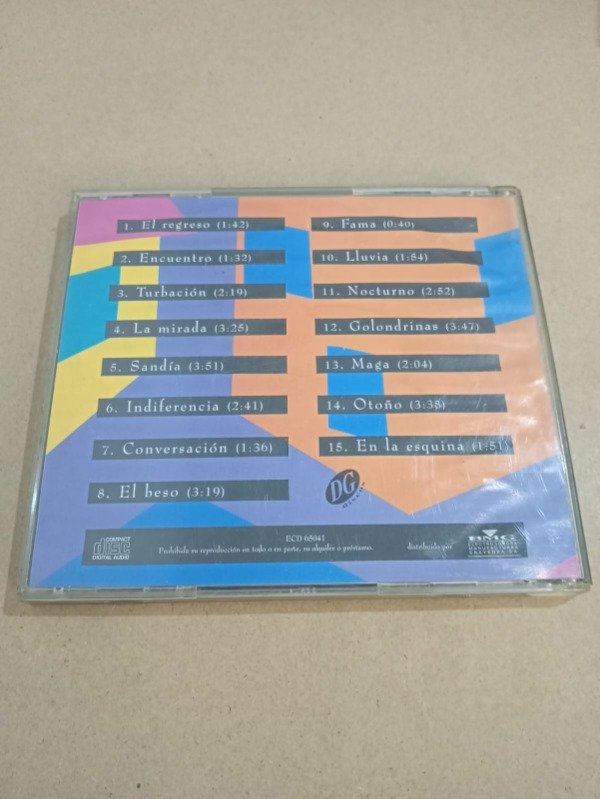 1. El regreso (1:42)
2. Encuentro (1:32)
3. Turbación (2:19)
4. La mirada (3:25)
5. Sandía (3:51)
6. Indiferencia (2:41)
7. Conversación (1:36)
8. El beso (3:19)
9. Fama (0:40)
10. Lluvia (1:54)
11. Nocturno (2:52)
12. Golondrinas (3:47)
13. Maga (2:04)
14. Otoño (3:38)
15. En la esquina (1:51)
DG
DISCOS
COMPACT
disc
DIGITAL AUDIO
ECD 65041
Prohibida su reproducción en todo o en parte, su alquiler o préstamo.
distribuido por
BMG